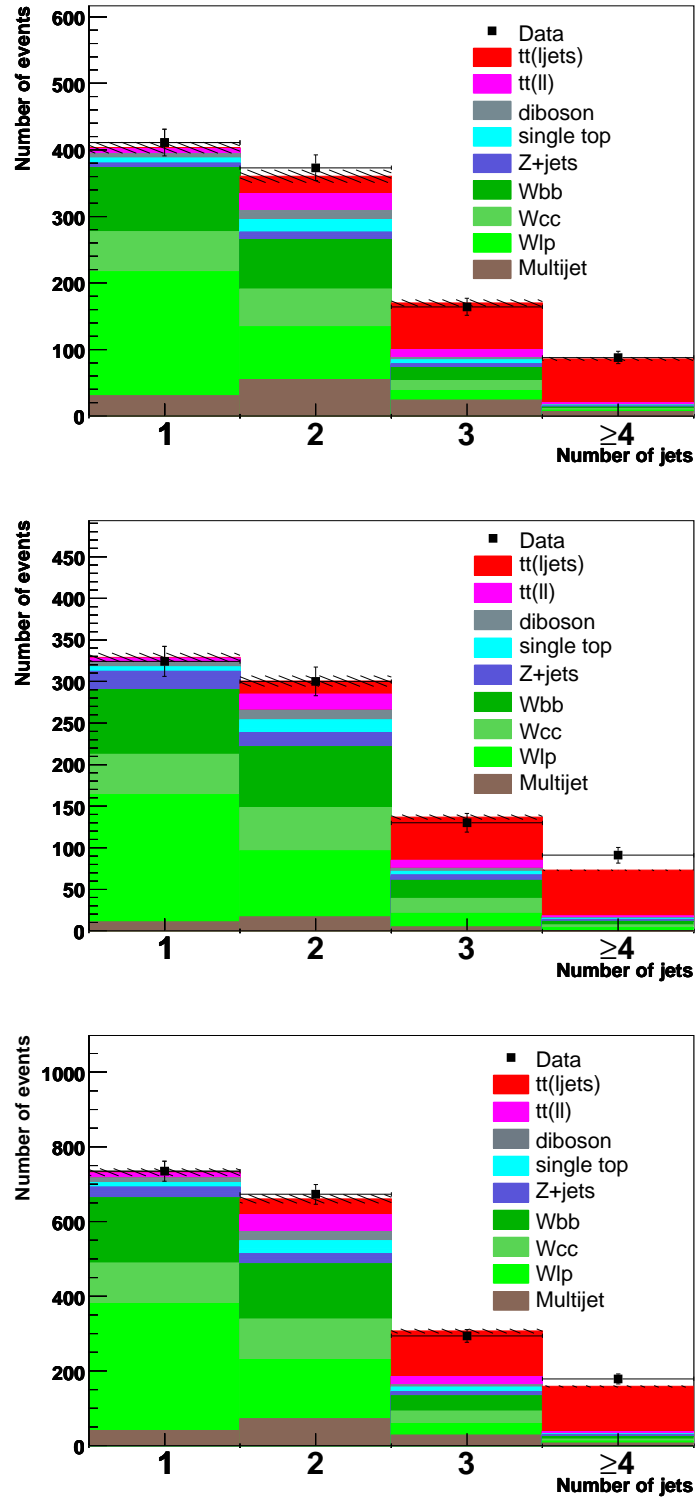 Number of events
600
500
400
300
200
100
0
Data
tt(ljets)
tt(ll)
diboson
single top
Z+jets
Wbb
Wcc
Wlp
Multijet
1 2 3 ≥4
Number of jets
Number of events
450
400
350
300
250
200
150
100
50
0
Data
tt(ljets)
tt(ll)
diboson
single top
Z+jets
Wbb
Wcc
Wlp
Multijet
1 2 3 ≥4
Number of jets
Number of events
1000
800
600
400
200
0
Data
tt(ljets)
tt(ll)
diboson
single top
Z+jets
Wbb
Wcc
Wlp
Multijet
1 2 3 ≥4
Number of jets